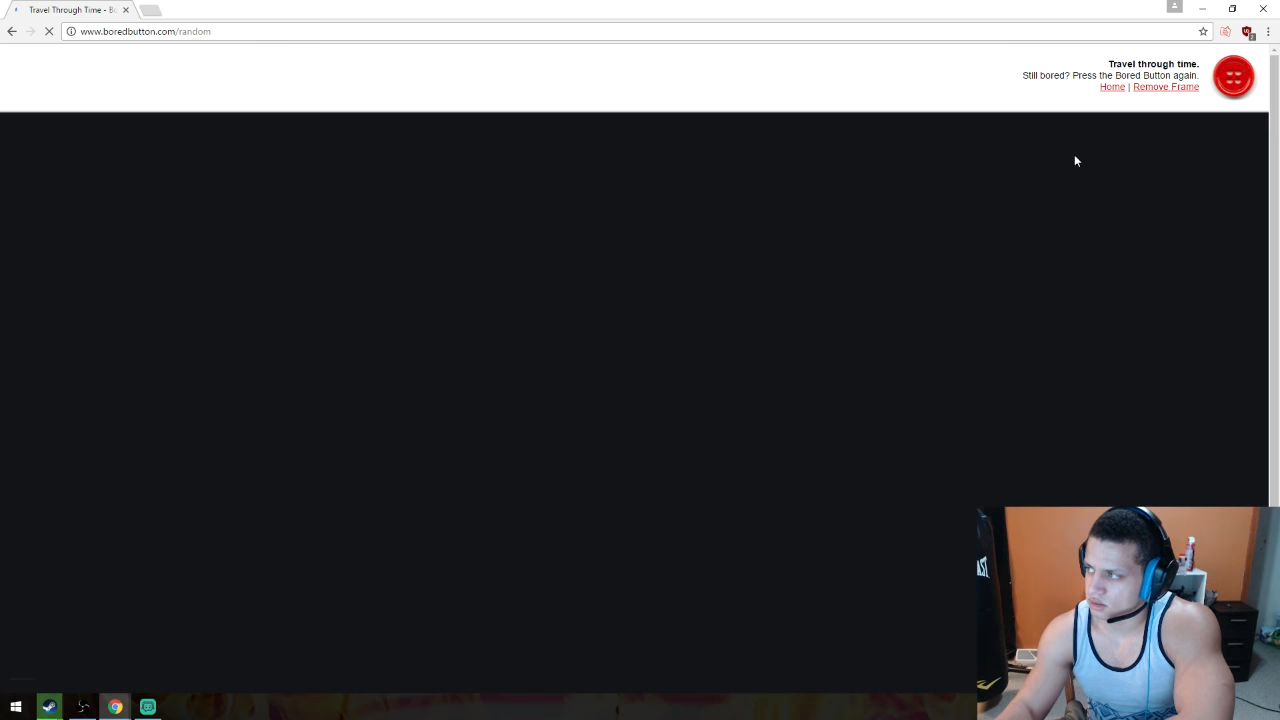 Travel Through Time - B
www.boredbutton.com/random
Travel through time.
Still bored? Press the Bored Button again.
Home | Remove Frame